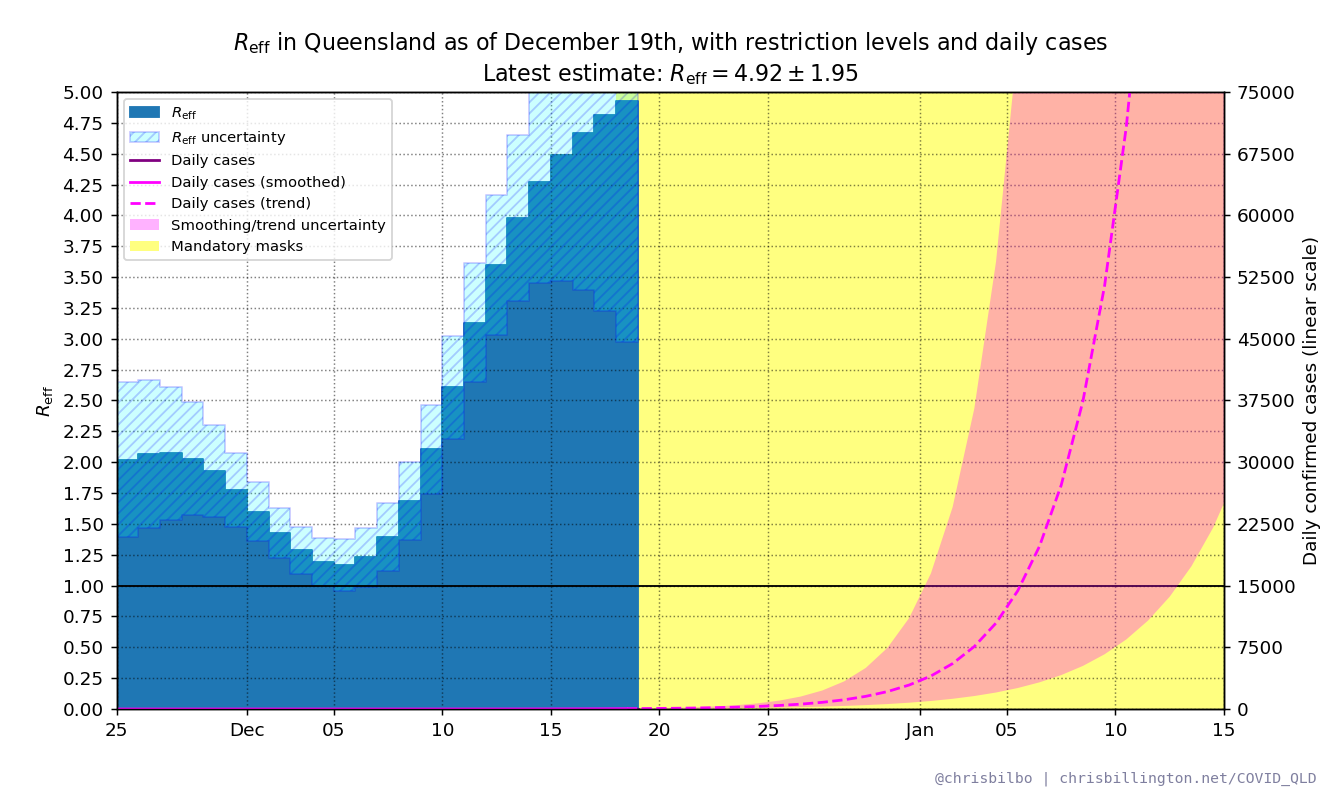 Reff in Queensland as of December 19th, with restriction levels and daily cases
Latest estimate: Reff = 4.92 ± 1.95
Reff
Reff uncertainty
Daily cases
Daily cases (smoothed)
Daily cases (trend)
Smoothing/trend uncertainty
Mandatory masks
Reff
5.00
4.75
4.50
4.25
4.00
3.75
3.50
3.25
3.00
2.75
2.50
2.25
2.00
1.75
1.50
1.25
1.00
0.75
0.50
0.25
0.00
75000
67500
60000
52500
45000
37500
30000
22500
15000
7500
0
Daily confirmed cases (linear scale)
25 Dec 05 10 15 20 25 Jan 05 10 15
@chrisbilbo | chrisbillington.net/COVID_QLD